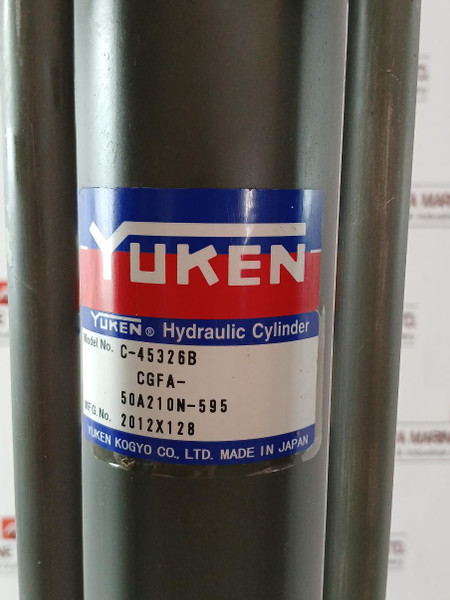 YUKEN
YUKEN® Hydraulic Cylinder
Model No. C-45326B
CGFA-
50A210N-595
MFG.No. 2012X128
YUKEN KOGYO CO., LTD. MADE IN JAPAN